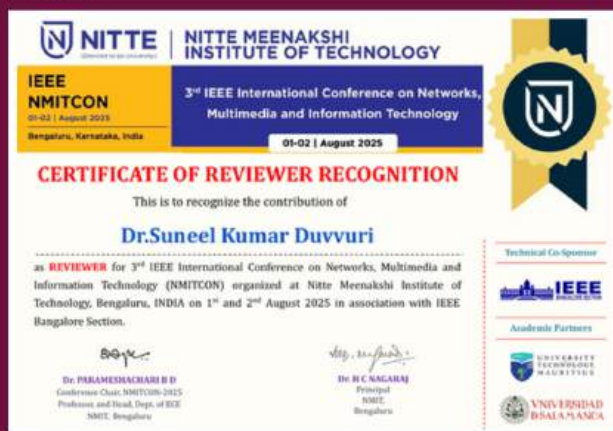 NITTE
NITTE MEENAKSHI
INSTITUTE OF TECHNOLOGY
IEEE
NMITCON
01-02 | August 2025
Bengaluru, Karnataka, India
3rd IEEE International Conference on Networks,
Multimedia and Information Technology
01-02 | August 2025
CERTIFICATE OF REVIEWER RECOGNITION
This is to recognize the contribution of
Dr.Suneel Kumar Duvvuri
as REVIEWER for 3rd IEEE International Conference on Networks, Multimedia and
Information Technology (NMITCON) organized at Nitte Meenakshi Institute of
Technology, Bengaluru, INDIA on 1st and 2nd August 2025 in association with IEEE
Bangalore Section.
Dr. PARAMESHACHARI B D
Conference Chair, NMITCON-2025
Professor and Head, Dept. of ECE
NMIT, Bengaluru
Dr. H C NAGARAJ
Principal
NMIT,
Bengaluru
N
Technical Co-Sponsor
IEEE
BANGALORE SECTION
Academic Partners
UNIVERSITY
TECHNOLOGY
MAURITIUS
VNIVERSIDAD
D SALAMANCA